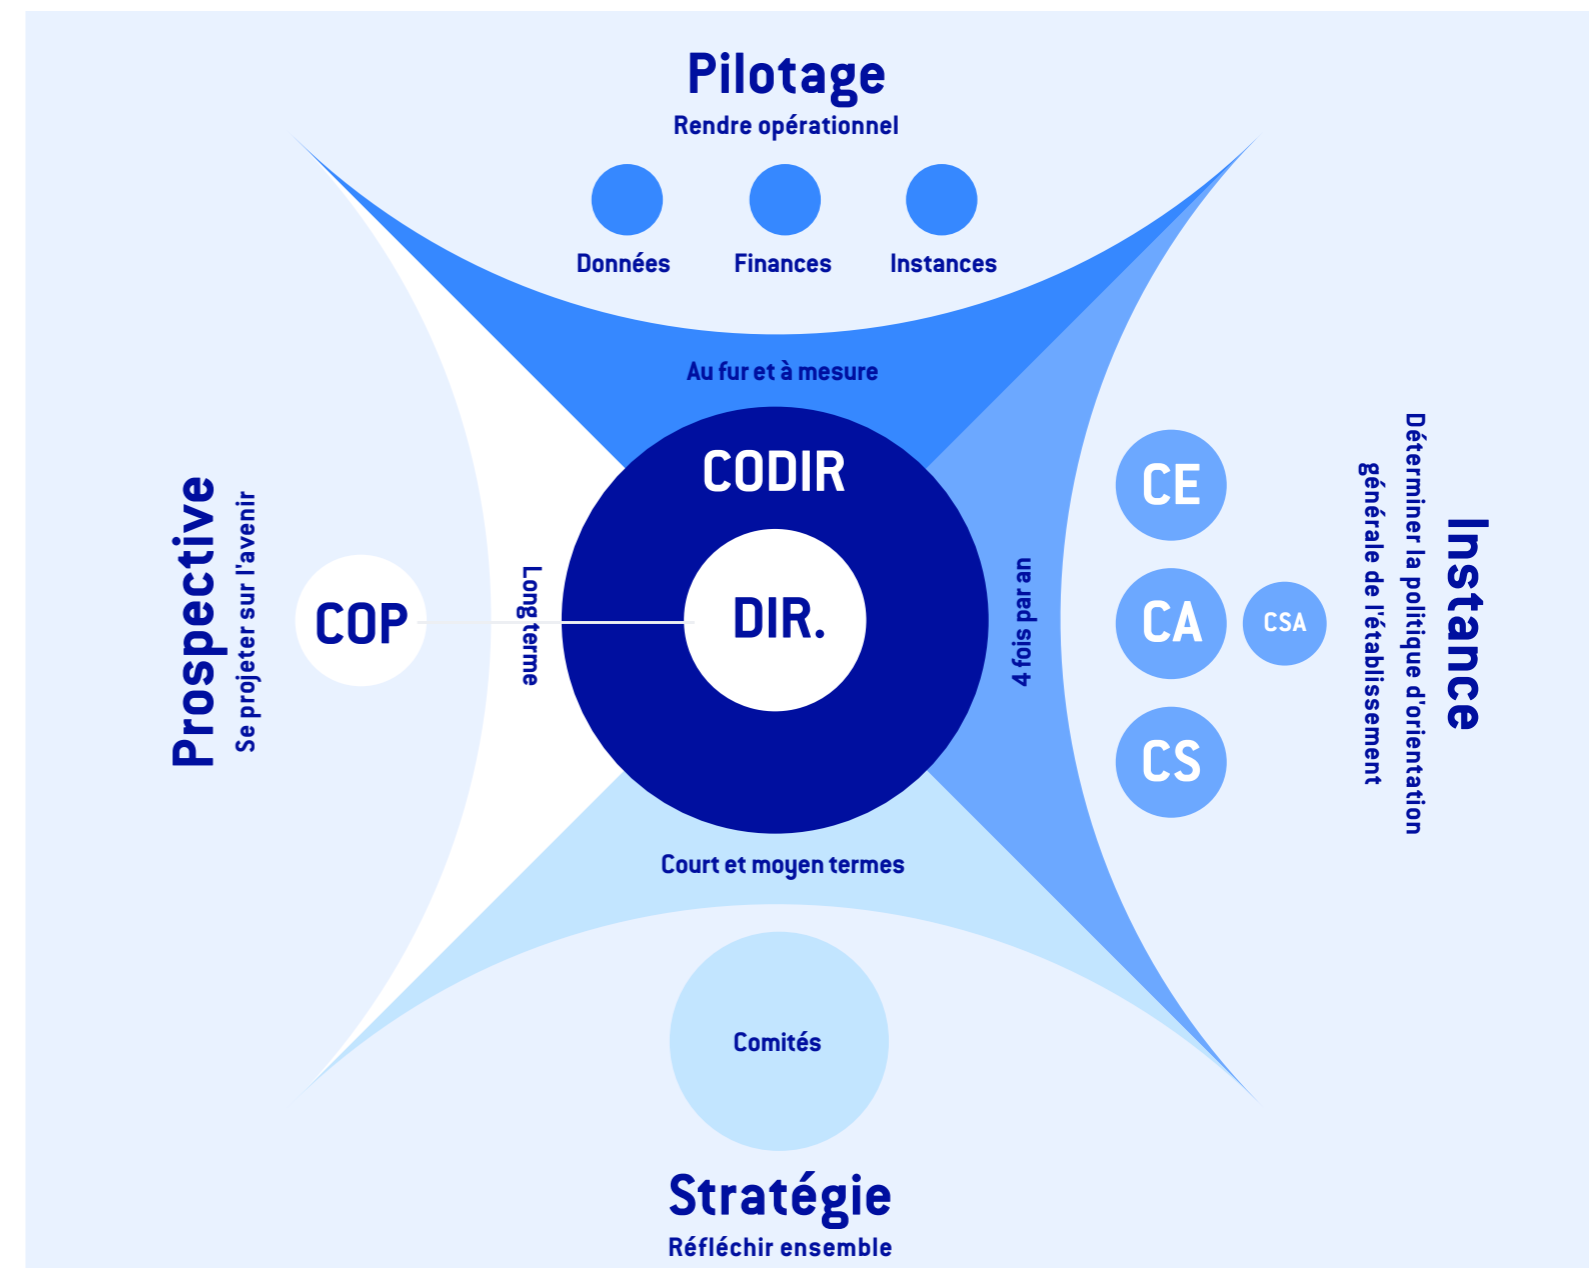 Pilotage
Rendre opérationnel
Données
Finances
Instances
Au fur et à mesure
CODIR
DIR.
Prospective
Se projeter sur l'avenir
COP
Long terme
4 fois par an
CE
CA
CSA
CS
Instance
Déterminer la politique d'orientation
générale de l'établissement
Court et moyen termes
Comités
Stratégie
Réfléchir ensemble